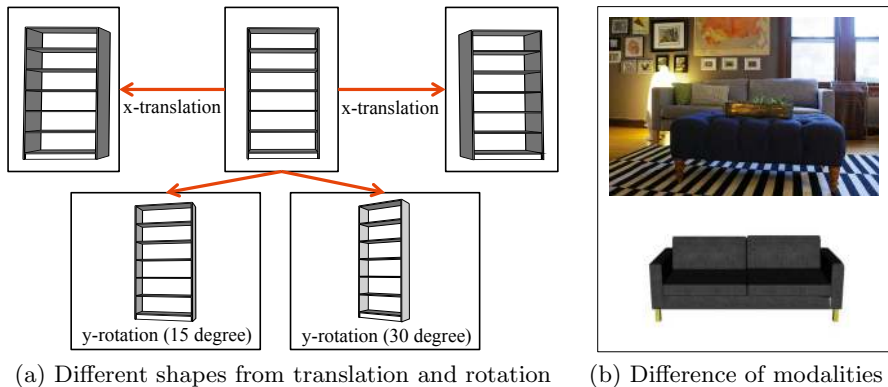 x-translation
x-translation
y-rotation (15 degree)
y-rotation (30 degree)
(a) Different shapes from translation and rotation
(b) Difference of modalities